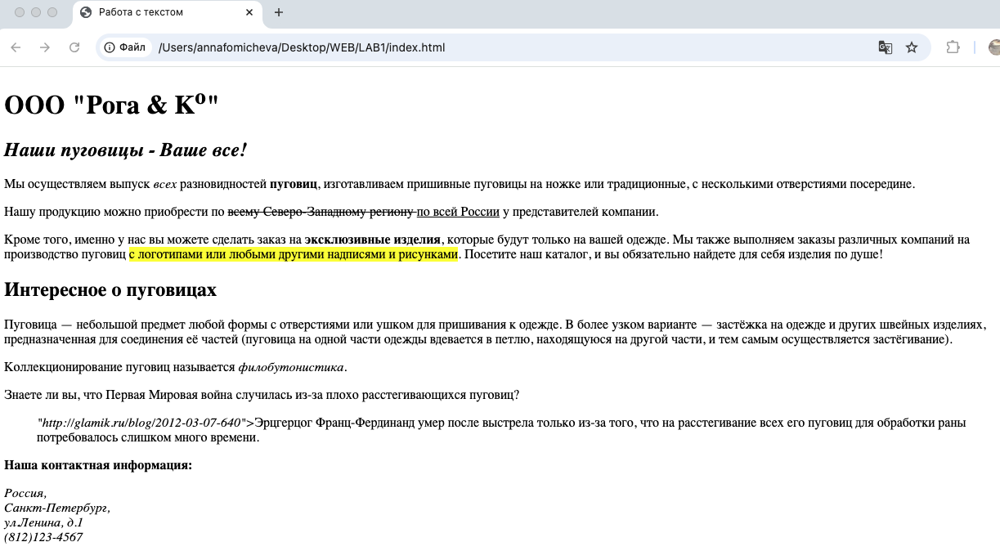 Работа с текстом
Файл
/Users/annafomicheva/Desktop/WEB/LAB1/index.html
ООО "Рога & Kº"
Наши пуговицы - Ваше все!
Мы осуществляем выпуск всех разновидностей пуговиц, изготавливаем пришивные пуговицы на ножке или традиционные, с несколькими отверстиями посередине.
Нашу продукцию можно приобрести по всему Северо-Западному региону по всей России у представителей компании.
Кроме того, именно у нас вы можете сделать заказ на эксклюзивные изделия, которые будут только на вашей одежде. Мы также выполняем заказы различных компаний на
производство пуговиц с логотипами или любыми другими надписями и рисунками. Посетите наш каталог, и вы обязательно найдете для себя изделия по душе!
Интересное о пуговицах
Пуговица — небольшой предмет любой формы с отверстиями или ушком для пришивания к одежде. В более узком варианте — застёжка на одежде и других швейных изделиях,
предназначенная для соединения её частей (пуговица на одной части одежды вдевается в петлю, находящуюся на другой части, и тем самым осуществляется застёгивание).
Коллекционирование пуговиц называется филобутонистика.
Знаете ли вы, что Первая Мировая война случилась из-за плохо расстегивающихся пуговиц?
"http://glamik.ru/blog/2012-03-07-640">Эрцгерцог Франц-Фердинанд умер после выстрела только из-за того, что на расстегивание всех его пуговиц для обработки раны
потребовалось слишком много времени.
Наша контактная информация:
Россия,
Санкт-Петербург,
ул.Ленина, д.1
(812)123-4567